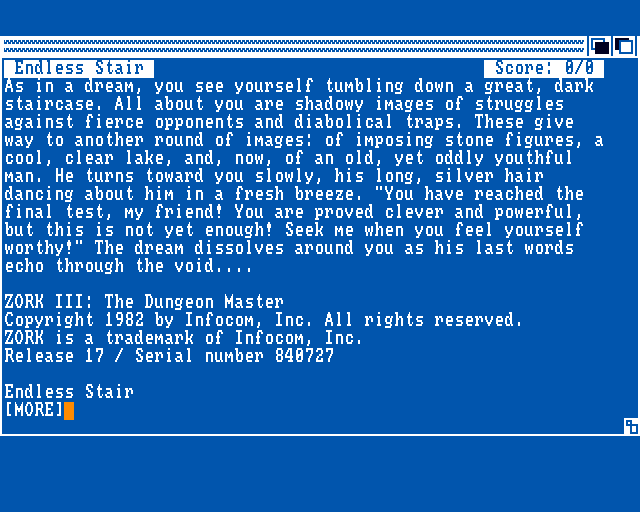 Endless Stair Score: 0/0
As in a dream, you see yourself tumbling down a great, dark
staircase. All about you are shadowy images of struggles
against fierce opponents and diabolical traps. These give
way to another round of images: of imposing stone figures, a
cool, clear lake, and, now, of an old, yet oddly youthful
man. He turns toward you slowly, his long, silver hair
dancing about him in a fresh breeze. "You have reached the
final test, my friend! You are proved clever and powerful,
but this is not yet enough! Seek me when you feel yourself
worthy!" The dream dissolves around you as his last words
echo through the void....
ZORK III: The Dungeon Master
Copyright 1982 by Infocom, Inc. All rights reserved.
ZORK is a trademark of Infocom, Inc.
Release 17 / Serial number 840727
Endless Stair
[MORE]